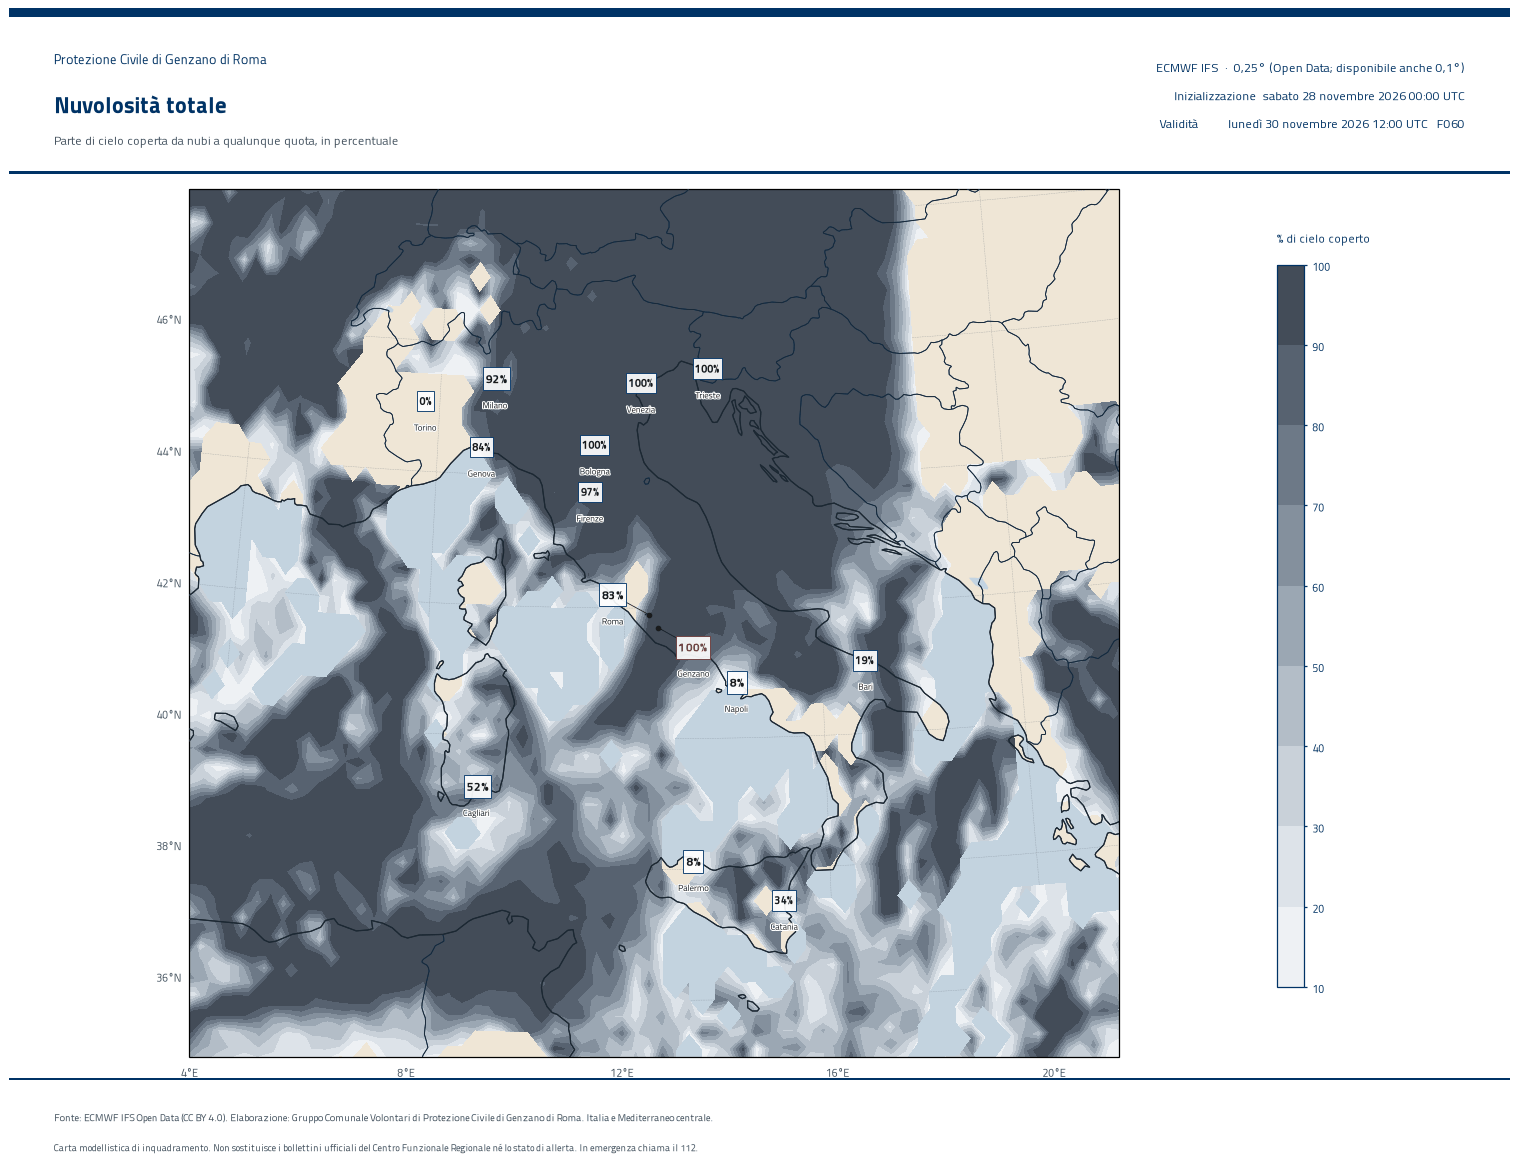 Protezione Civile di Genzano di Roma
Nuvolosità totale
Parte di cielo coperta da nubi a qualunque quota, in percentuale
ECMWF IFS · 0,25° (Open Data; disponibile anche 0,1°)
Inizializzazione sabato 28 novembre 2026 00:00 UTC
Validità lunedì 30 novembre 2026 12:00 UTC F060
% di cielo coperto
100
90
80
70
60
50
40
30
20
10
46°N
44°N
42°N
40°N
38°N
36°N
4°E
8°E
12°E
16°E
20°E
0%
Torino
92%
Milano
100%
Venezia
100%
Trieste
84%
Genova
100%
Bologna
97%
Firenze
83%
Roma
100%
Genzano
8%
Napoli
19%
Bari
52%
Cagliari
8%
Palermo
34%
Catania
Fonte: ECMWF IFS Open Data (CC BY 4.0). Elaborazione: Gruppo Comunale Volontari di Protezione Civile di Genzano di Roma. Italia e Mediterraneo centrale.
Carta modellistica di inquadramento. Non sostituisce i bollettini ufficiali del Centro Funzionale Regionale né lo stato di allerta. In emergenza chiama il 112.